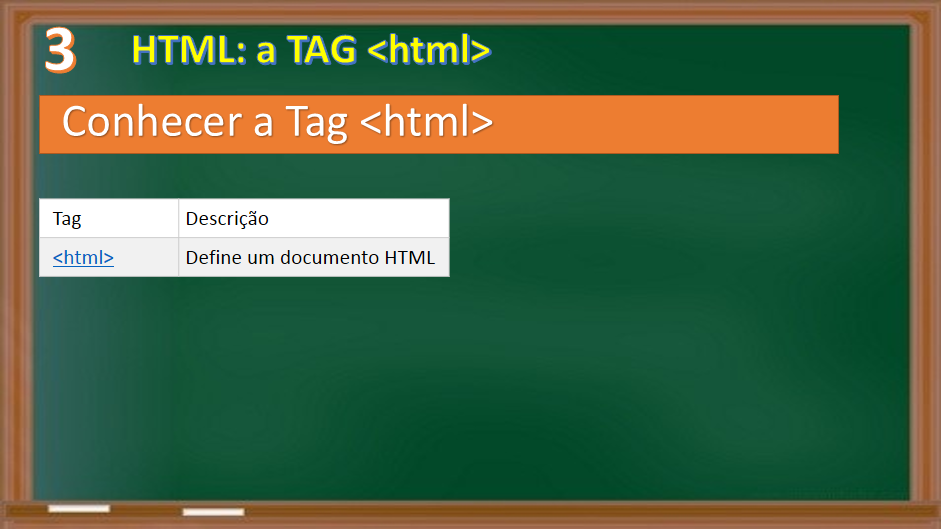 3 HTML: a TAG <html>
Conhecer a Tag <html>
Tag Descrição
<html> Define um documento HTML